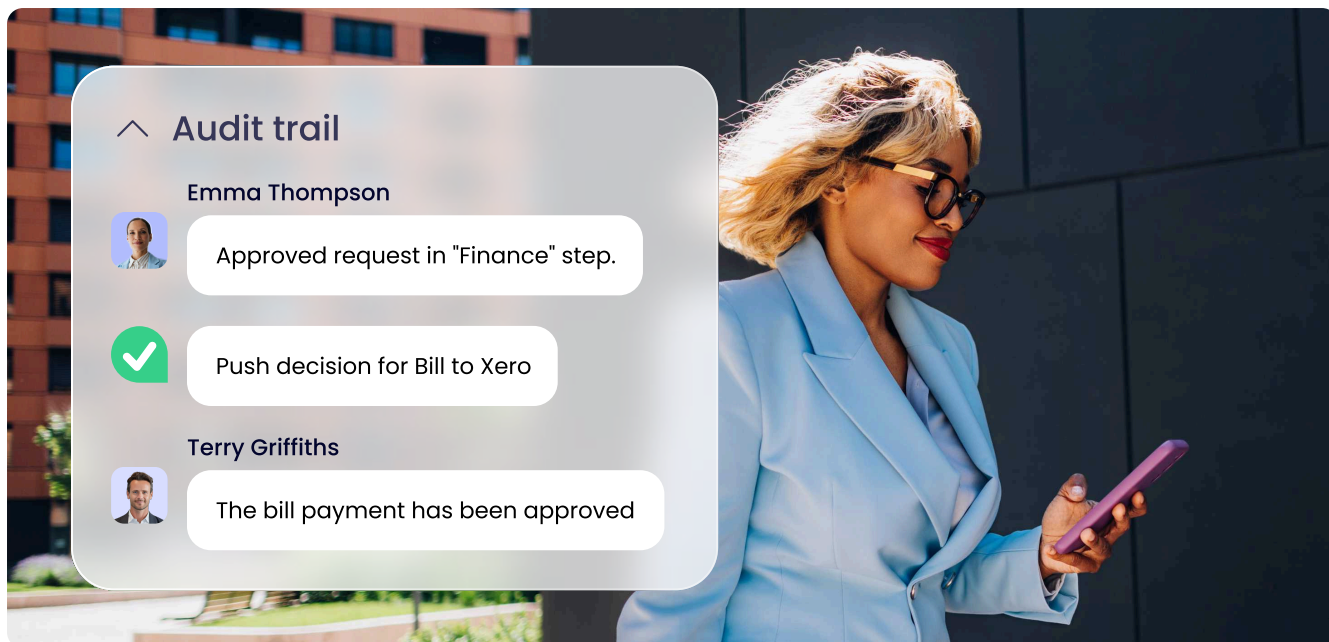 Audit trail
Emma Thompson
Approved request in "Finance" step.
Push decision for Bill to Xero
Terry Griffiths
The bill payment has been approved